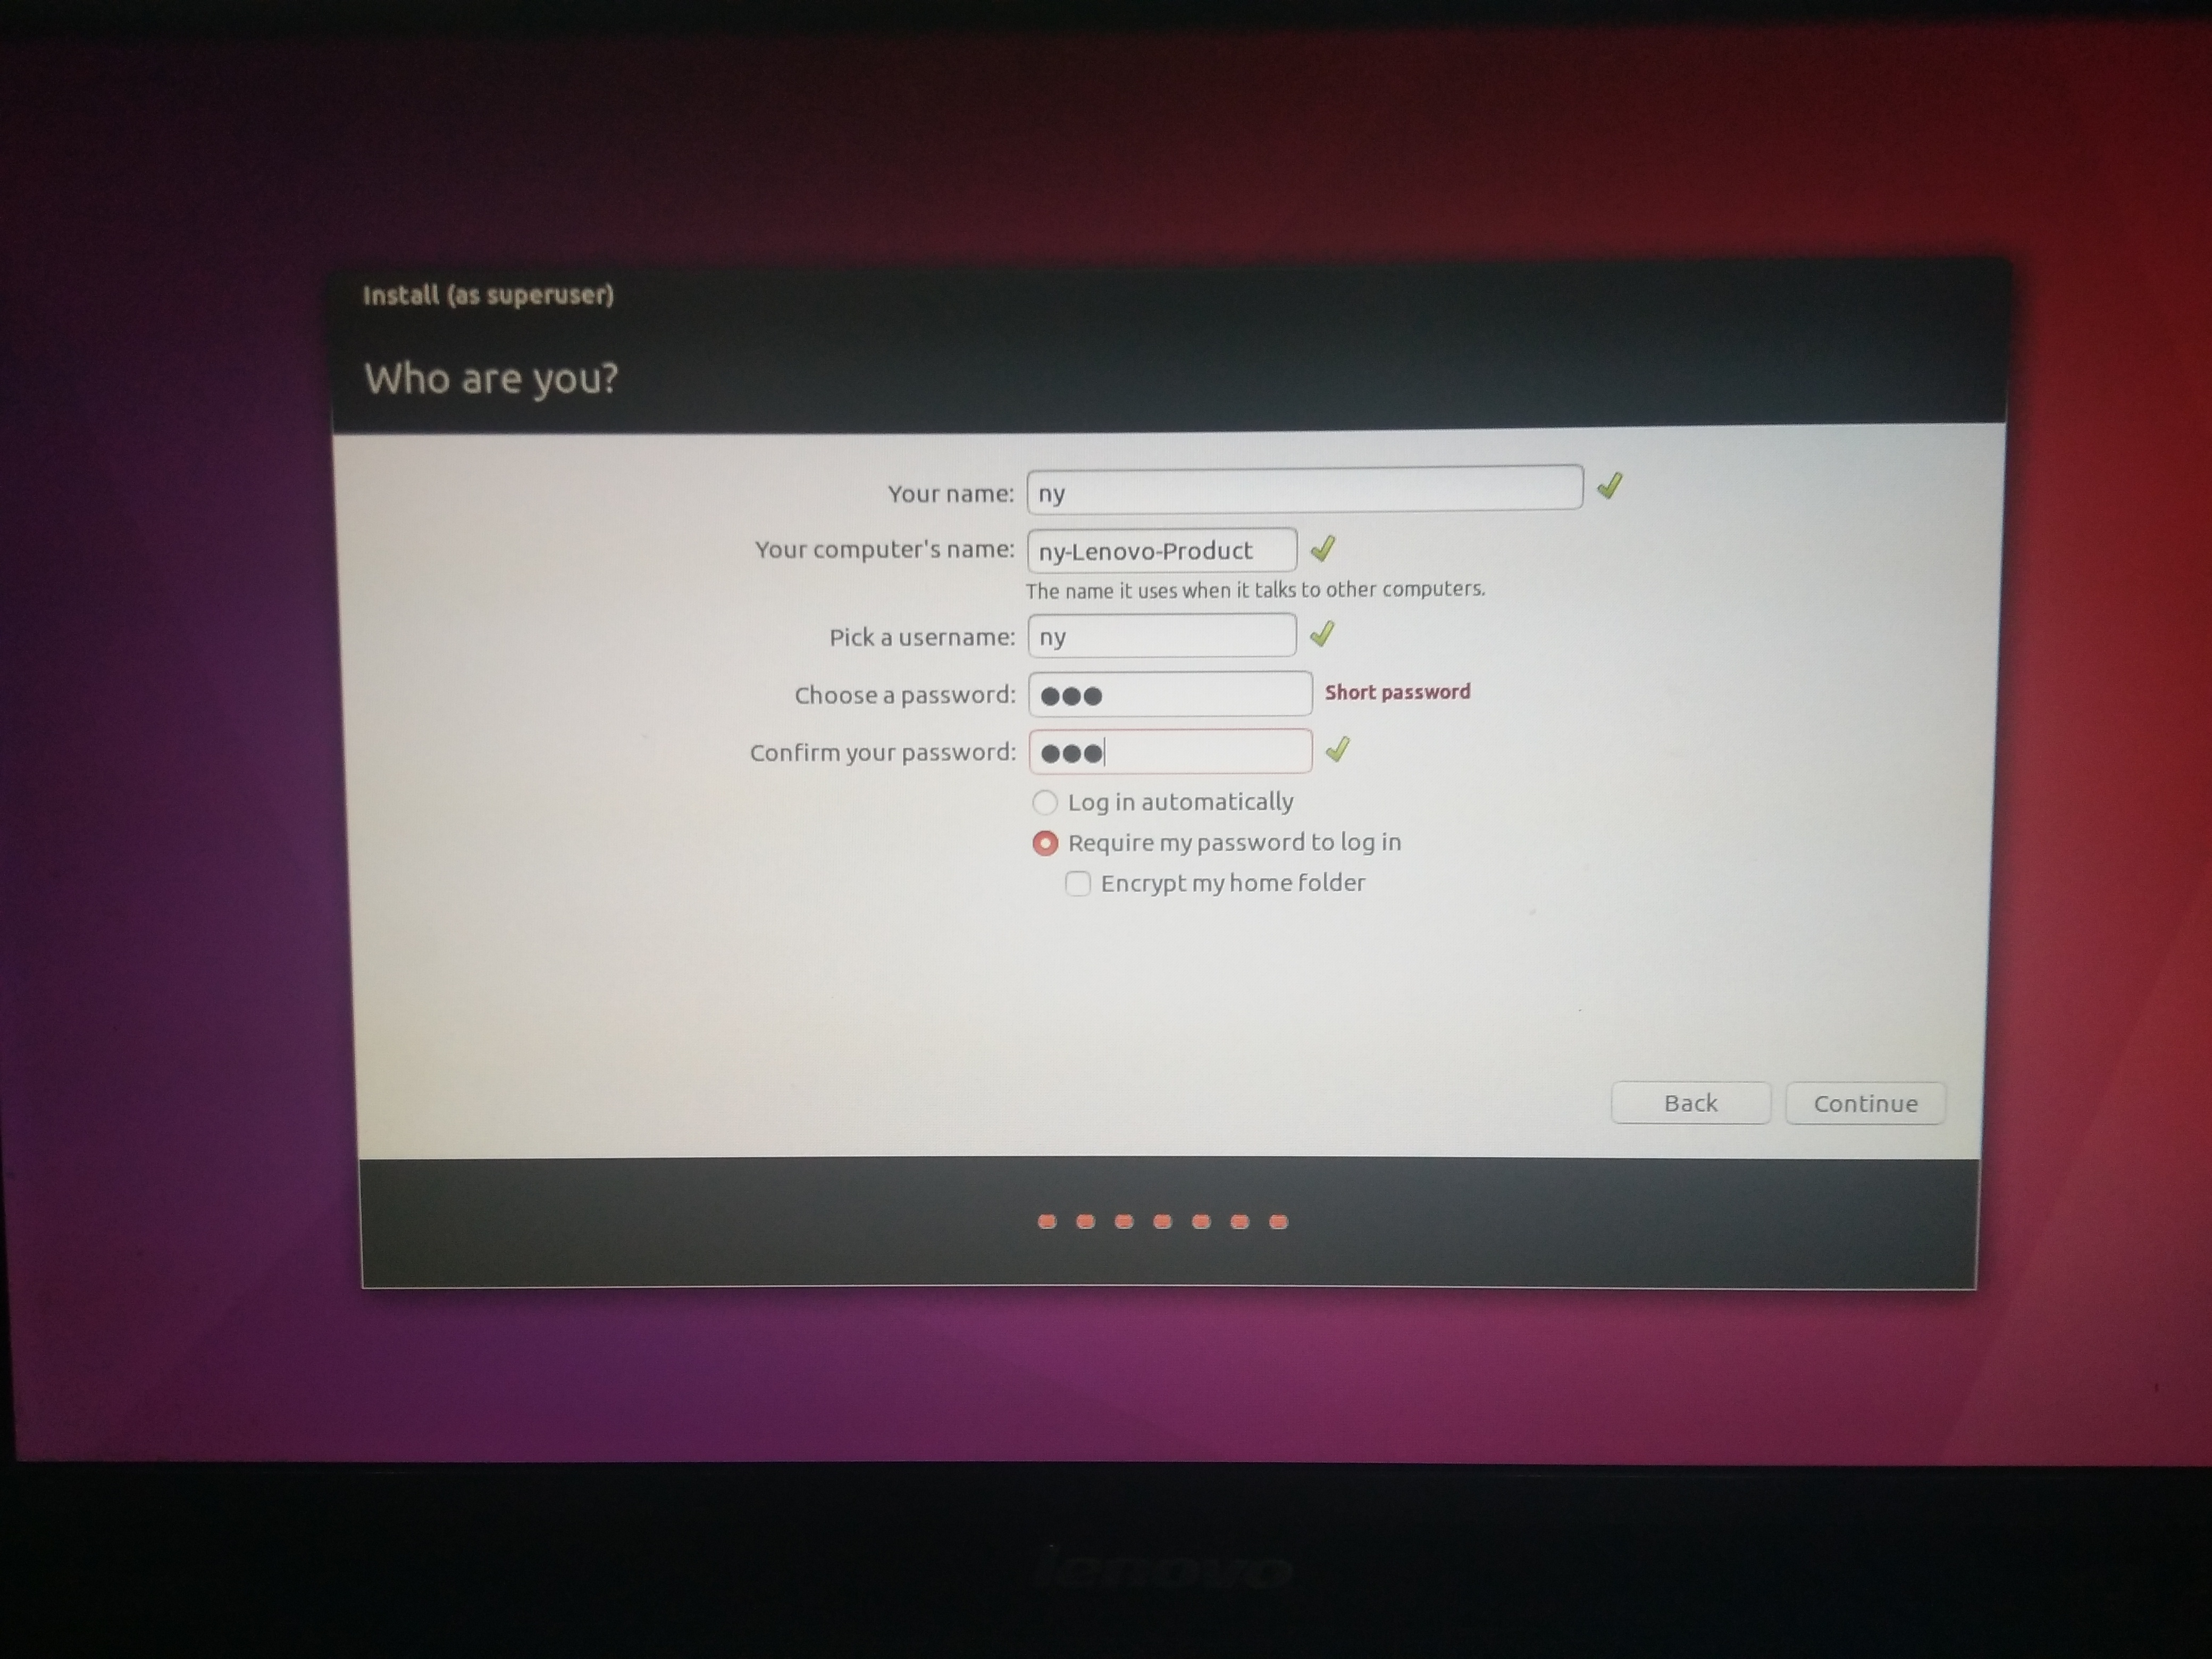 Install (as superuser)
Who are you?
Your name: ny
Your computer's name: ny-Lenovo-Product
The name it uses when it talks to other computers.
Pick a username: ny
Choose a password: ●●● Short password
Confirm your password: ●●●
Log in automatically
Require my password to log in
Encrypt my home folder
Back Continue
lenovo